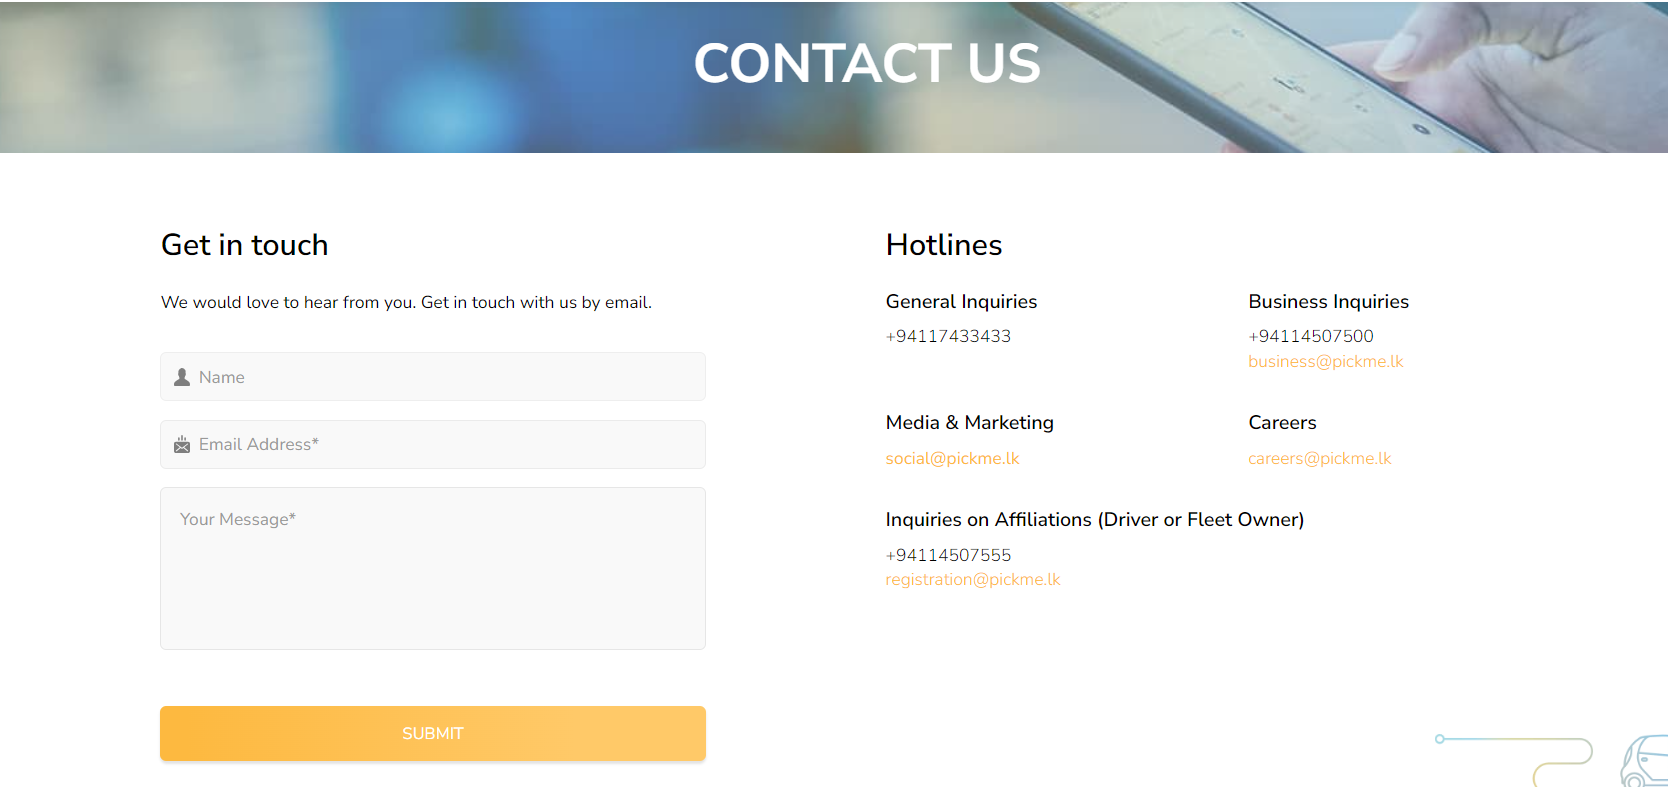 CONTACT US
Get in touch
We would love to hear from you. Get in touch with us by email.
Name
Email Address*
Your Message*
SUBMIT
Hotlines
General Inquiries
+94117433433
Business Inquiries
+94114507500
business@pickme.lk
Media & Marketing
social@pickme.lk
Careers
careers@pickme.lk
Inquiries on Affiliations (Driver or Fleet Owner)
+94114507555
registration@pickme.lk